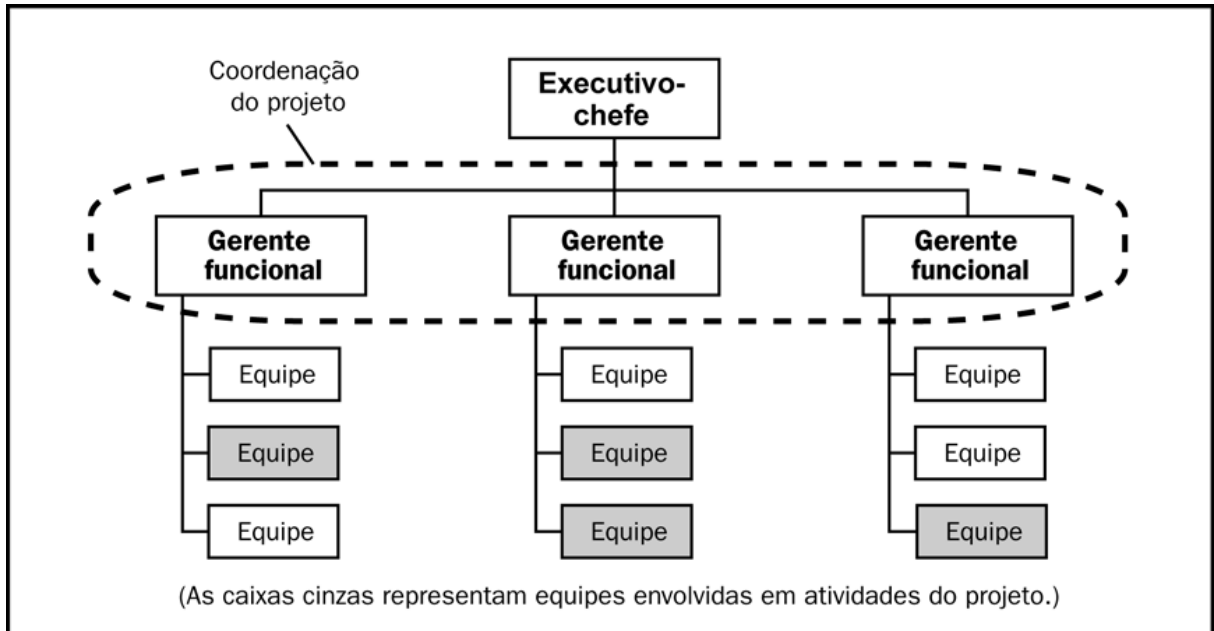 Coordenação
do projeto
Executivo-
chefe
Gerente
funcional
Gerente
funcional
Gerente
funcional
Equipe
Equipe
Equipe
Equipe
Equipe
Equipe
Equipe
Equipe
Equipe
(As caixas cinzas representam equipes envolvidas em atividades do projeto.)